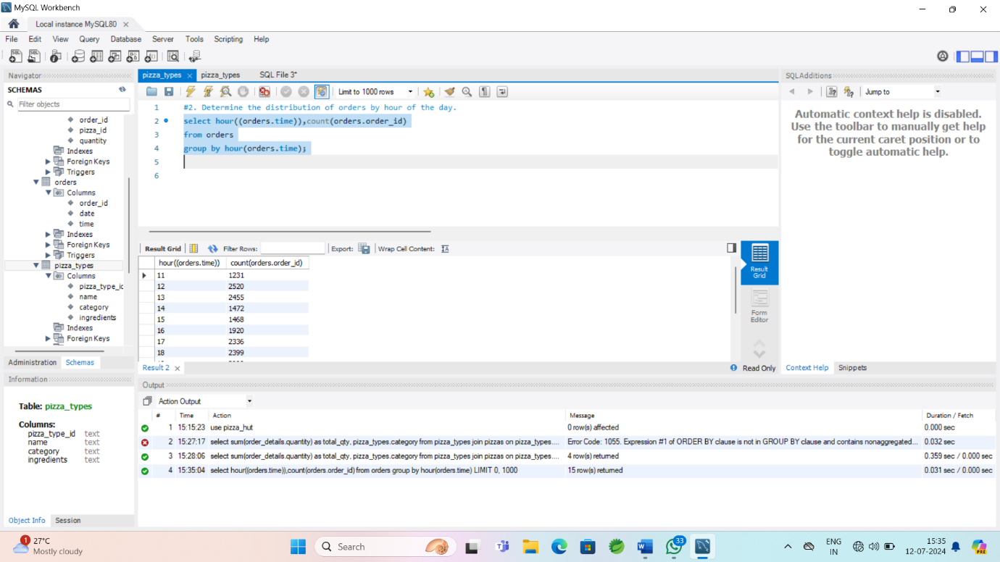 MySQL Workbench
Local instance MySQL80
File Edit View Query Database Server Tools Scripting Help
Navigator
SCHEMAS
Filter objects
order_id
pizza_id
quantity
Indexes
Foreign Keys
Triggers
orders
Columns
order_id
date
time
Indexes
Foreign Keys
Triggers
pizza_types
Columns
pizza_type_ic
name
category
ingredients
Indexes
Foreign Keys
Administration Schemas
Information
Table: pizza_types
Columns:
pizza_type_id text
name text
category text
ingredients text
Object Info Session
pizza_types pizza_types SQL File 3*
Limit to 1000 rows
1 #2. Determine the distribution of orders by hour of the day.
2 select hour((orders.time)),count(orders.order_id)
3 from orders
4 group by hour(orders.time);
5
6
Result Grid Filter Rows: Export: Wrap Cell Content:
hour((orders.time)) count(orders.order_id)
11 1231
12 2520
13 2455
14 1472
15 1468
16 1920
17 2336
18 2399
Result Grid
Form Editor
Result 2 Read Only
SQLAdditions
Jump to
Automatic context help is disabled.
Use the toolbar to manually get help
for the current caret position or to
toggle automatic help.
Context Help Snippets
Output
Action Output
# Time Action Message Duration / Fetch
1 15:15:23 use pizza_hut 0 row(s) affected 0.000 sec
2 15:27:17 select sum(order_details.quantity) as total_qty, pizza_types.category from pizza_types join pizzas on pizza_types.... Error Code: 1055. Expression #1 of ORDER BY clause is not in GROUP BY clause and contains nonaggregated... 0.032 sec
3 15:28:06 select sum(order_details.quantity) as total_qty, pizza_types.category from pizza_types join pizzas on pizza_types.... 4 row(s) returned 0.359 sec / 0.000 sec
4 15:35:04 select hour((orders.time)),count(orders.order_id) from orders group by hour(orders.time) LIMIT 0, 1000 15 row(s) returned 0.031 sec / 0.000 sec
1
27°C
Mostly cloudy
Search
33
ENG
IN
15:35
12-07-2024
PRE